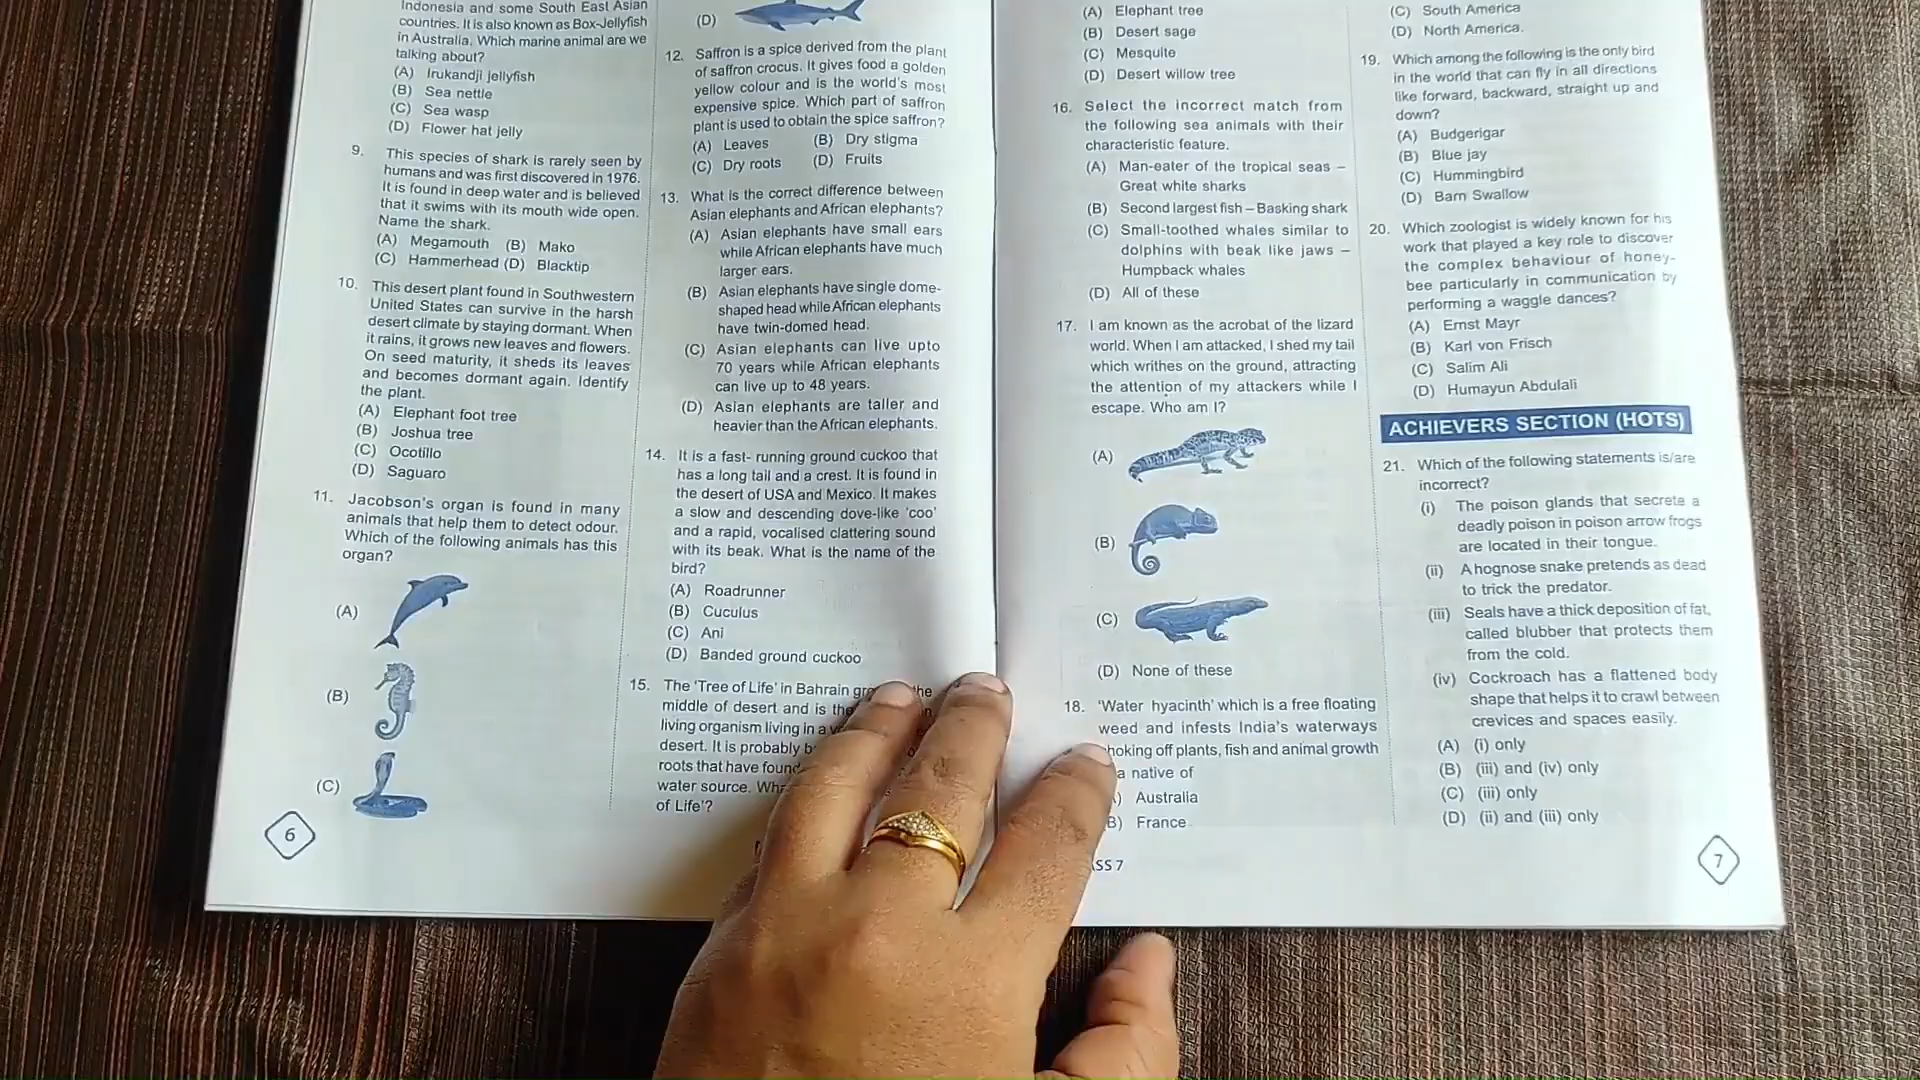 Indonesia and some South East Asian
countries. It is also known as Box-Jellyfish
in Australia. Which marine animal are we
talking about?
(A) Irukandji jellyfish
(B) Sea nettle
(C) Sea wasp
(D) Flower hat jelly
9. This species of shark is rarely seen by
humans and was first discovered in 1976.
It is found in deep water and is believed
that it swims with its mouth wide open.
Name the shark.
(A) Megamouth (B) Mako
(C) Hammerhead (D) Blacktip
10. This desert plant found in Southwestern
United States can survive in the harsh
desert climate by staying dormant. When
it rains, it grows new leaves and flowers.
On seed maturity, it sheds its leaves
and becomes dormant again. Identify
the plant.
(A) Elephant foot tree
(B) Joshua tree
(C) Ocotillo
(D) Saguaro
11. Jacobson's organ is found in many
animals that help them to detect odour.
Which of the following animals has this
organ?
(A)
(B)
(C)
6
(D)
12. Saffron is a spice derived from the plant
of saffron crocus. It gives food a golden
yellow colour and is the world's most
expensive spice. Which part of saffron
plant is used to obtain the spice saffron?
(A) Leaves (B) Dry stigma
(C) Dry roots (D) Fruits
13. What is the correct difference between
Asian elephants and African elephants?
(A) Asian elephants have small ears
while African elephants have much
larger ears.
(B) Asian elephants have single dome-
shaped head while African elephants
have twin-domed head.
(C) Asian elephants can live upto
70 years while African elephants
can live up to 48 years.
(D) Asian elephants are taller and
heavier than the African elephants.
14. It is a fast- running ground cuckoo that
has a long tail and a crest. It is found in
the desert of USA and Mexico. It makes
a slow and descending dove-like 'coo'
and a rapid, vocalised clattering sound
with its beak. What is the name of the
bird?
(A) Roadrunner
(B) Cuculus
(C) Ani
(D) Banded ground cuckoo
15. The 'Tree of Life' in Bahrain the
middle of desert and is the
living organism living in a
desert. It is probably
roots that have
water source.
of Life'?
(A) Elephant tree
(B) Desert sage
(C) Mesquite
(D) Desert willow tree
16. Select the incorrect match from
the following sea animals with their
characteristic feature.
(A) Man-eater of the tropical seas –
Great white sharks
(B) Second largest fish – Basking shark
(C) Small-toothed whales similar to
dolphins with beak like jaws –
Humpback whales
(D) All of these
17. I am known as the acrobat of the lizard
world. When I am attacked, I shed my tail
which writhes on the ground, attracting
the attention of my attackers while I
escape. Who am I?
(A)
(B)
(C)
(D) None of these
18. 'Water hyacinth' which is a free floating
weed and infests India's waterways
hoking off plants, fish and animal growth
a native of
) Australia
B) France
SS 7
(C) South America
(D) North America.
19. Which among the following is the only bird
in the world that can fly in all directions
like forward, backward, straight up and
down?
(A) Budgerigar
(B) Blue jay
(C) Hummingbird
(D) Barn Swallow
20. Which zoologist is widely known for his
work that played a key role to discover
the complex behaviour of honey-
bee particularly in communication by
performing a waggle dances?
(A) Ernst Mayr
(B) Karl von Frisch
(C) Salim Ali
(D) Humayun Abdulali
ACHIEVERS SECTION (HOTS)
21. Which of the following statements is/are
incorrect?
(i) The poison glands that secrete a
deadly poison in poison arrow frogs
are located in their tongue.
(ii) A hognose snake pretends as dead
to trick the predator.
(iii) Seals have a thick deposition of fat,
called blubber that protects them
from the cold.
(iv) Cockroach has a flattened body
shape that helps it to crawl between
crevices and spaces easily.
(A) (i) only
(B) (iii) and (iv) only
(C) (iii) only
(D) (ii) and (iii) only
7